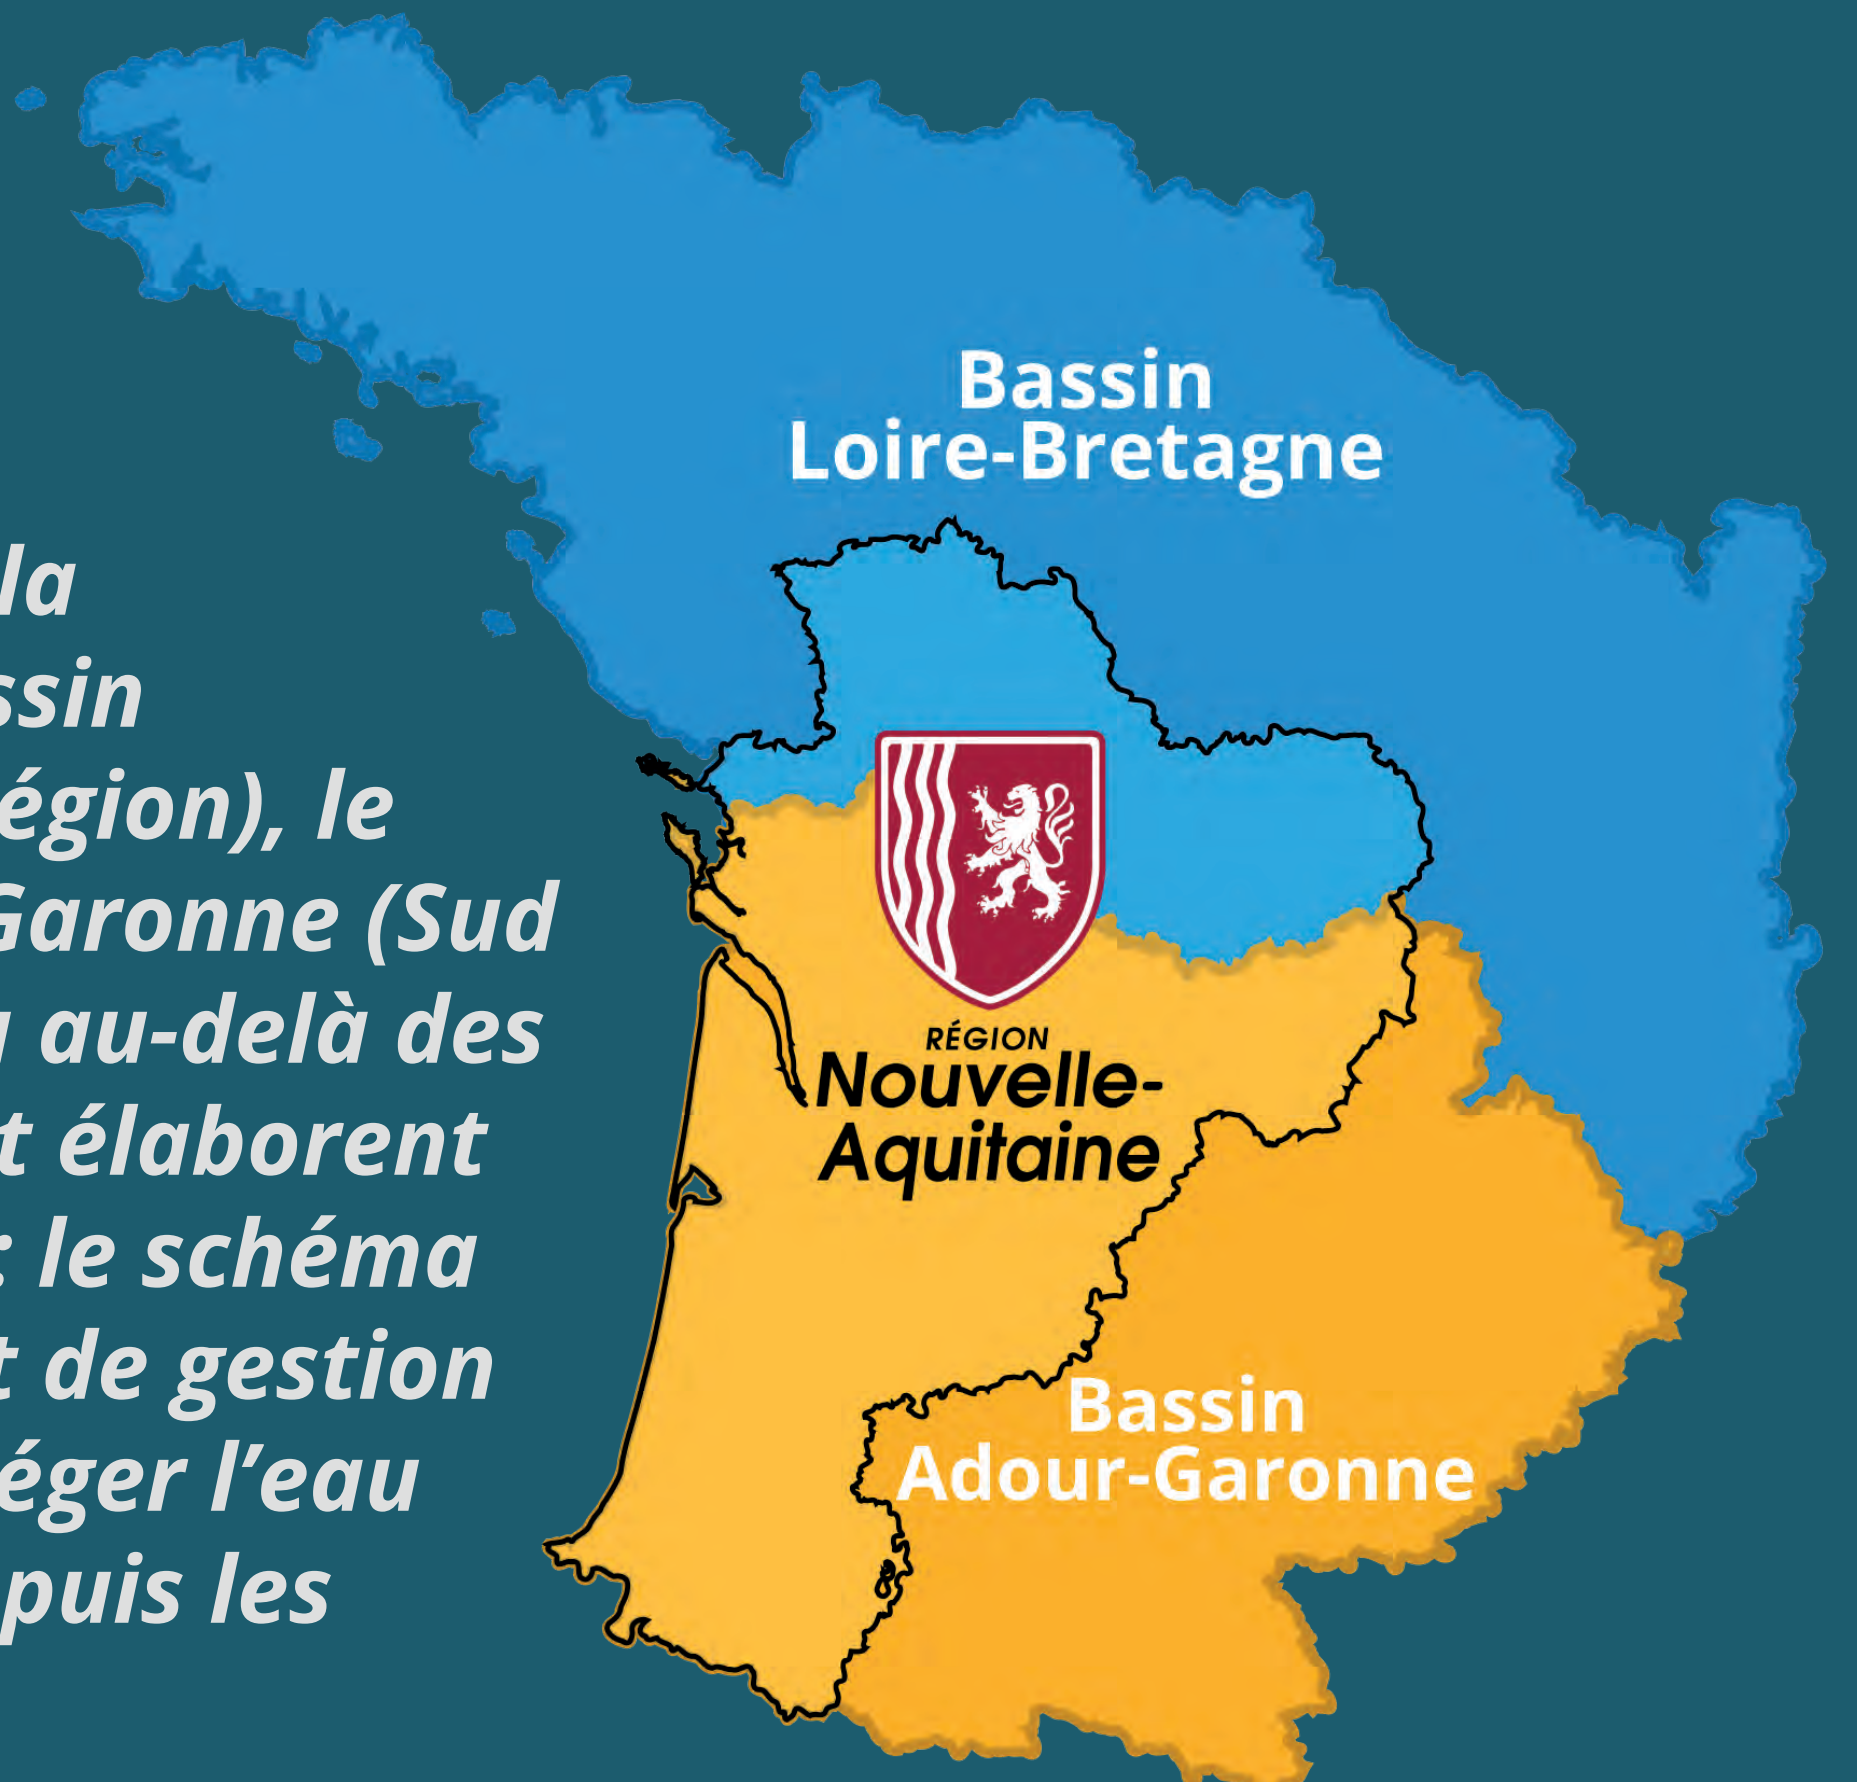 la
ssin
égion), le
Garonne (Sud
au-delà des
t élaborent
: le schéma
t de gestion
éger l’eau
puis les
Bassin
Loire-Bretagne
RÉGION
Nouvelle-
Aquitaine
Bassin
Adour-Garonne